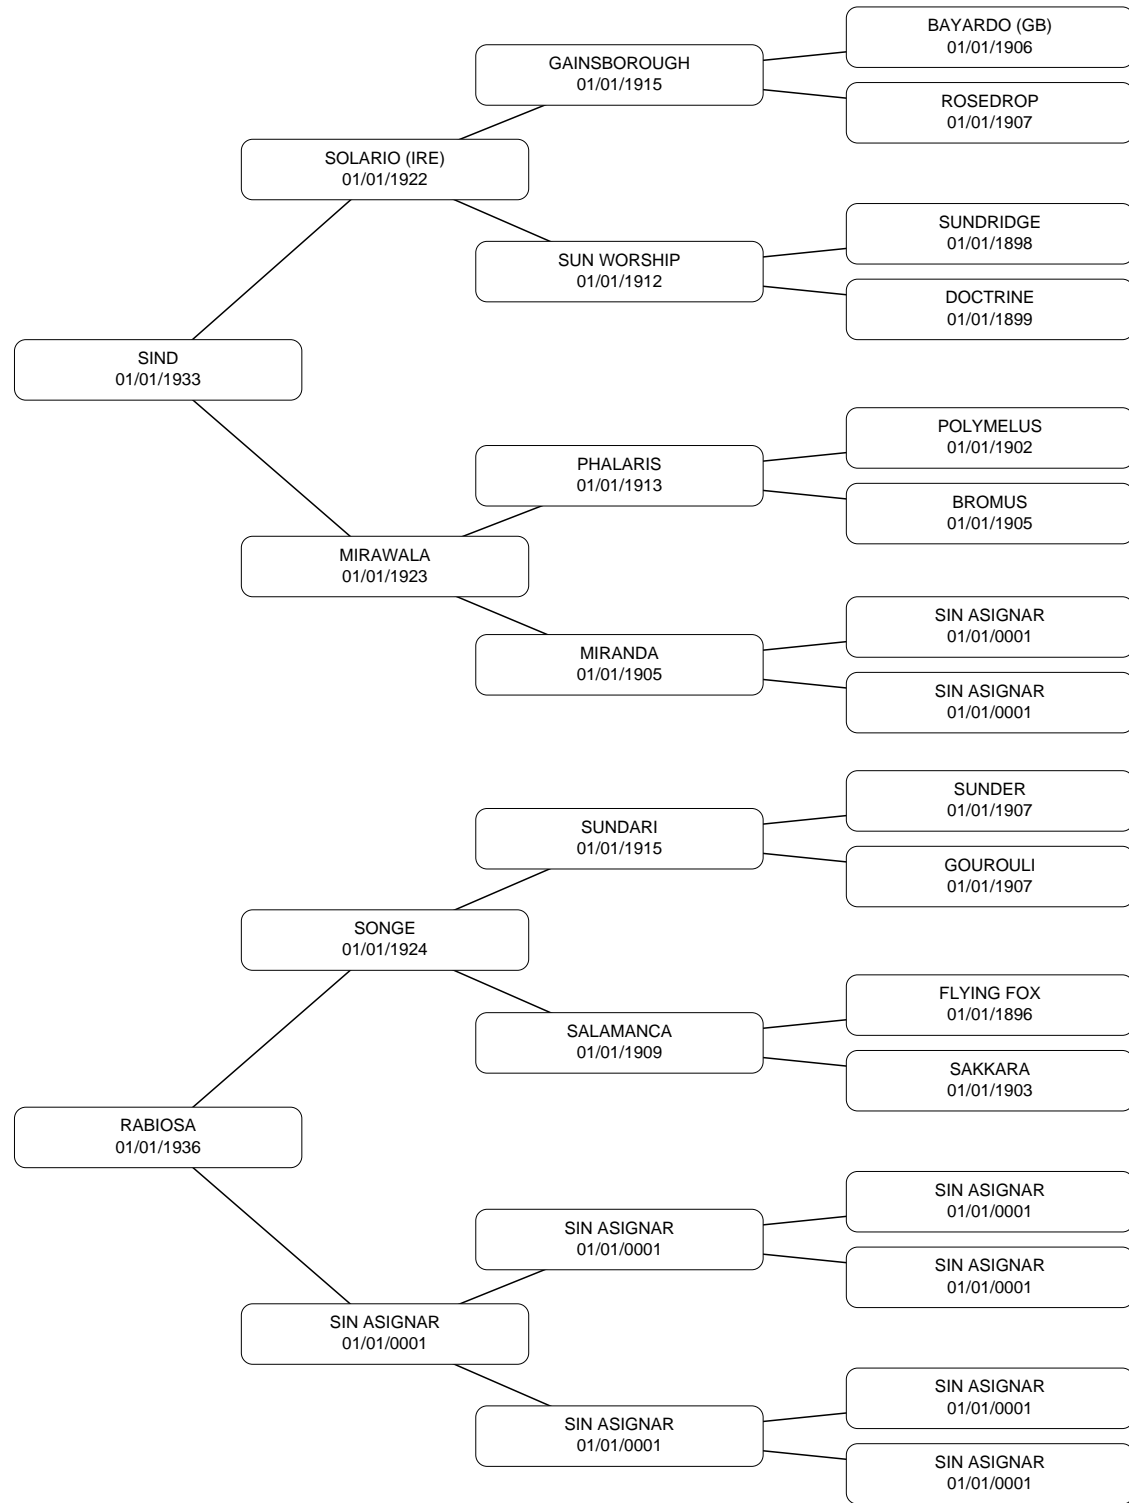 BAYARDO (GB)
01/01/1906
GAINSBOROUGH
01/01/1915
ROSEDROP
01/01/1907
SOLARIO (IRE)
01/01/1922
SUNDRIDGE
01/01/1898
SUN WORSHIP
01/01/1912
DOCTRINE
01/01/1899
SIND
01/01/1933
POLYMELUS
01/01/1902
PHALARIS
01/01/1913
BROMUS
01/01/1905
MIRAWALA
01/01/1923
SIN ASIGNAR
01/01/0001
MIRANDA
01/01/1905
SIN ASIGNAR
01/01/0001
SUNDER
01/01/1907
SUNDARI
01/01/1915
GOUROULI
01/01/1907
SONGE
01/01/1924
FLYING FOX
01/01/1896
SALAMANCA
01/01/1909
SAKKARA
01/01/1903
RABIOSA
01/01/1936
SIN ASIGNAR
01/01/0001
SIN ASIGNAR
01/01/0001
SIN ASIGNAR
01/01/0001
SIN ASIGNAR
01/01/0001
SIN ASIGNAR
01/01/0001
SIN ASIGNAR
01/01/0001
SIN ASIGNAR
01/01/0001